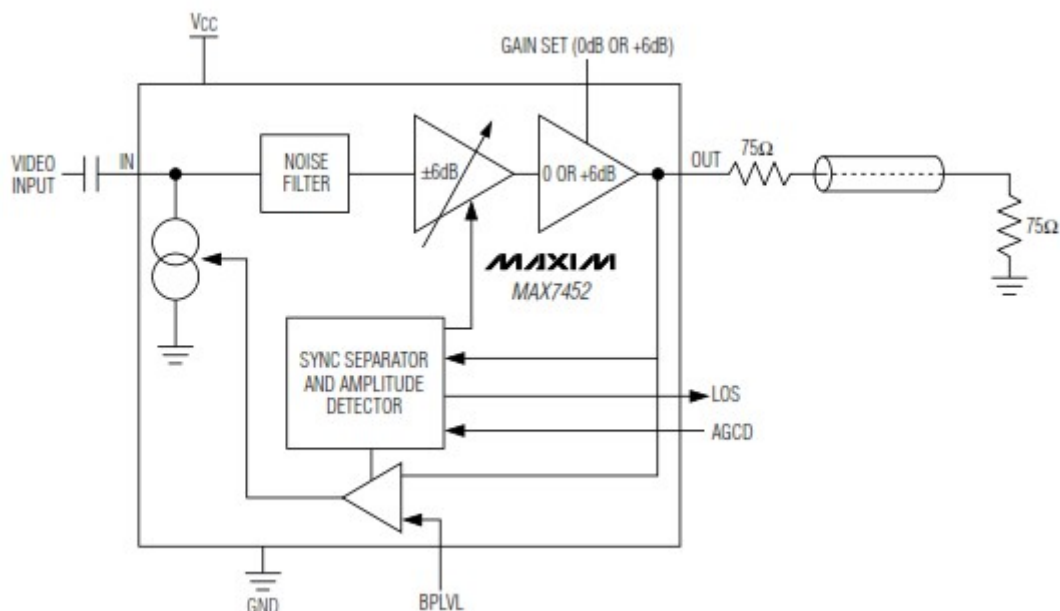 VCC
GAIN SET (0dB OR +6dB)
VIDEO
INPUT
IN
NOISE
FILTER
±6dB
0 OR +6dB
OUT
75Ω
75Ω
MAXIM
MAX7452
SYNC SEPARATOR
AND AMPLITUDE
DETECTOR
LOS
AGCD
GND
BPLVL